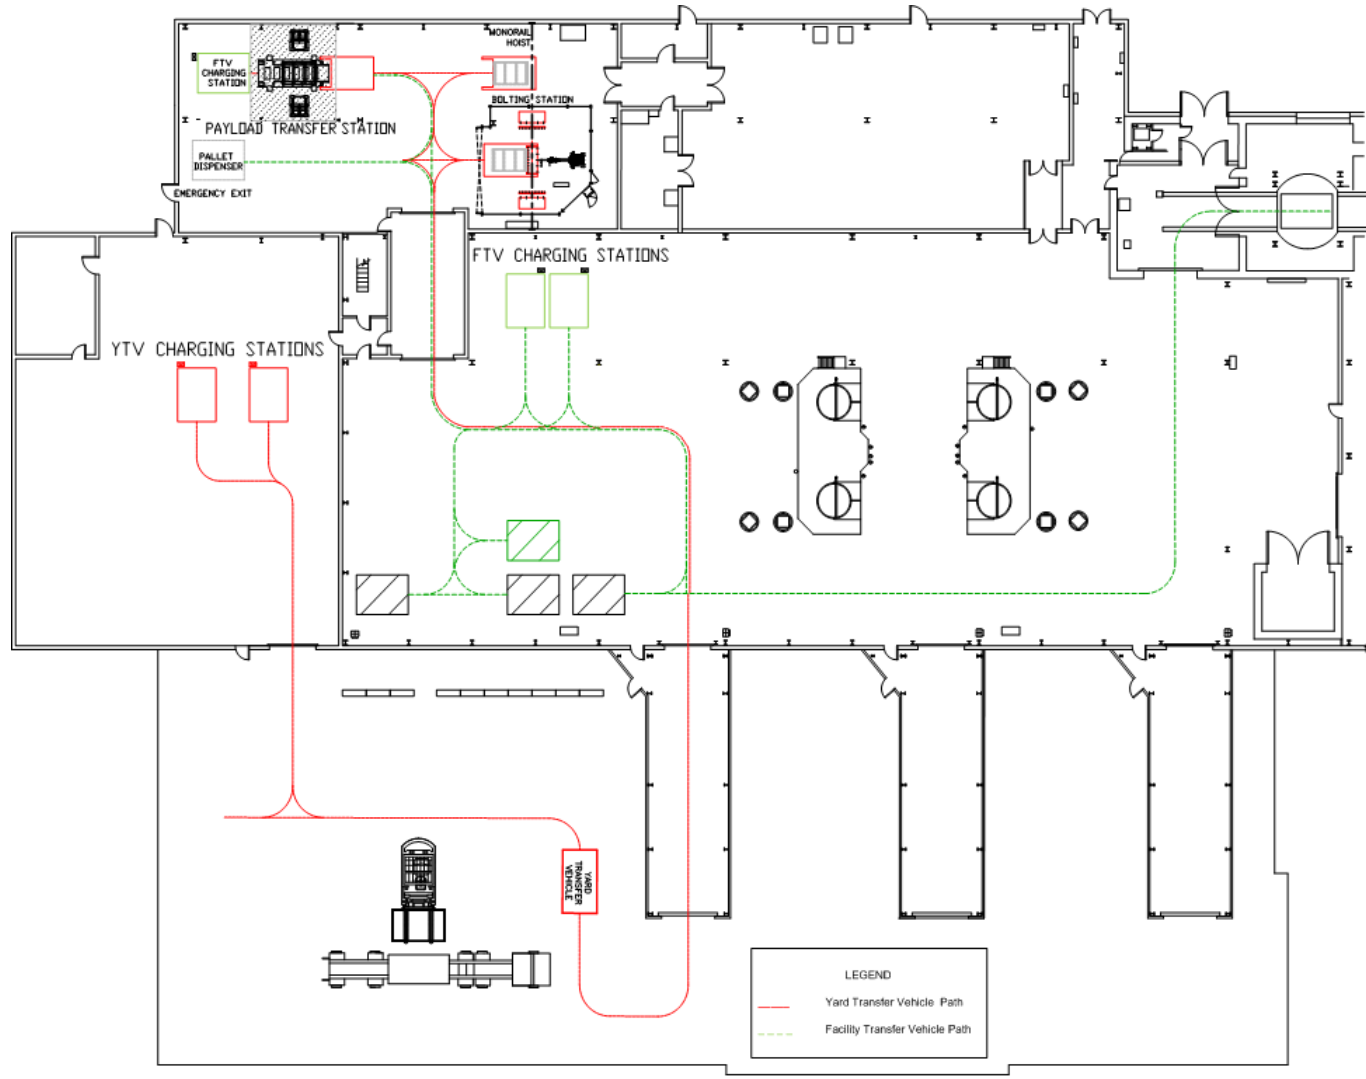 MONORAIL
HOIST
FTV
CHARGING
STATION
BOLTING STATION
PAYLOAD TRANSFER STATION
PALLET
DISPENSER
EMERGENCY EXIT
FTV CHARGING STATIONS
YTV CHARGING STATIONS
YARD
TRANSFER
VEHICLE
LEGEND
Yard Transfer Vehicle Path
Facility Transfer Vehicle Path